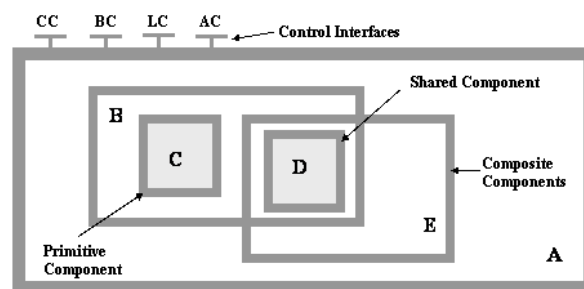 CC BC LC AC
Control Interfaces
Shared Component
B
C
D
Composite
Components
E
Primitive
Component
A